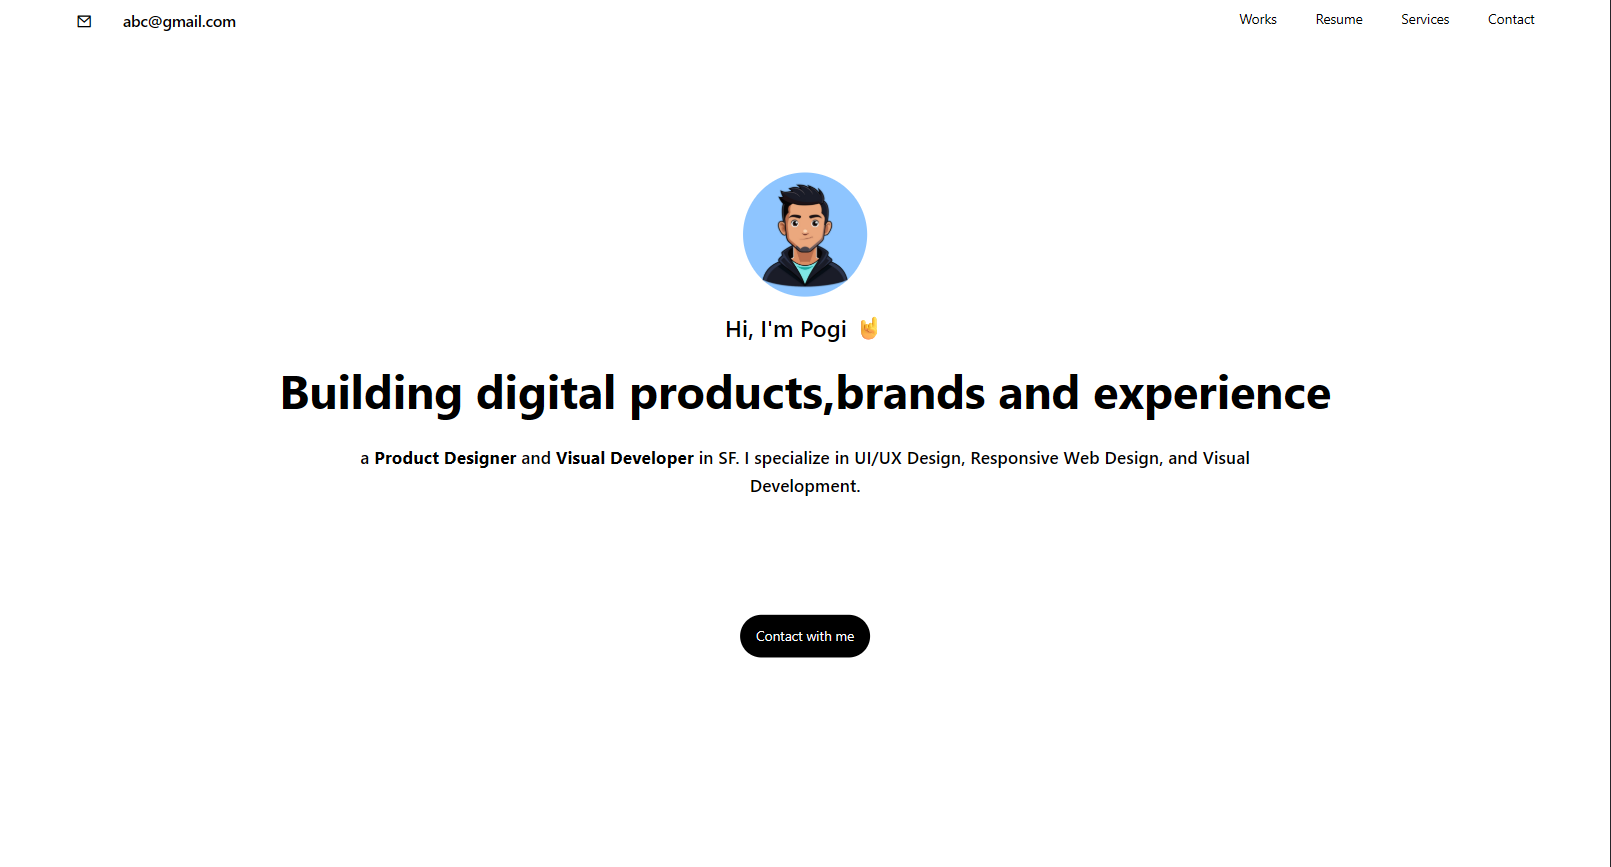 abc@gmail.com
Works
Resume
Services
Contact
Hi, I'm Pogi 🤘
Building digital products,brands and experience
a Product Designer and Visual Developer in SF. I specialize in UI/UX Design, Responsive Web Design, and Visual
Development.
Contact with me